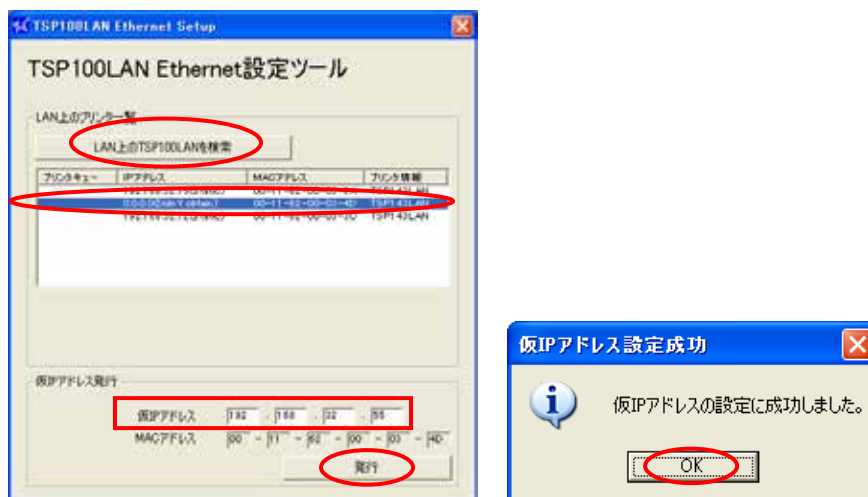 TSP100LAN Ethernet Setup
TSP100LAN Ethernet設定ツール
LAN上のプリンター覧
LAN上のTSP100LANを検索
プリンタキュー IPアドレス MACアドレス プリンタ情報
00-11-62-00-03-4D TSP143LAN
TSP143LAN
仮IPアドレス発行
仮IPアドレス 192 . 168 . 32 . 55
MACアドレス 00 - 11 - 62 - 00 - 03 - 4D
発行
仮IPアドレス設定成功
仮IPアドレスの設定に成功しました。
OK